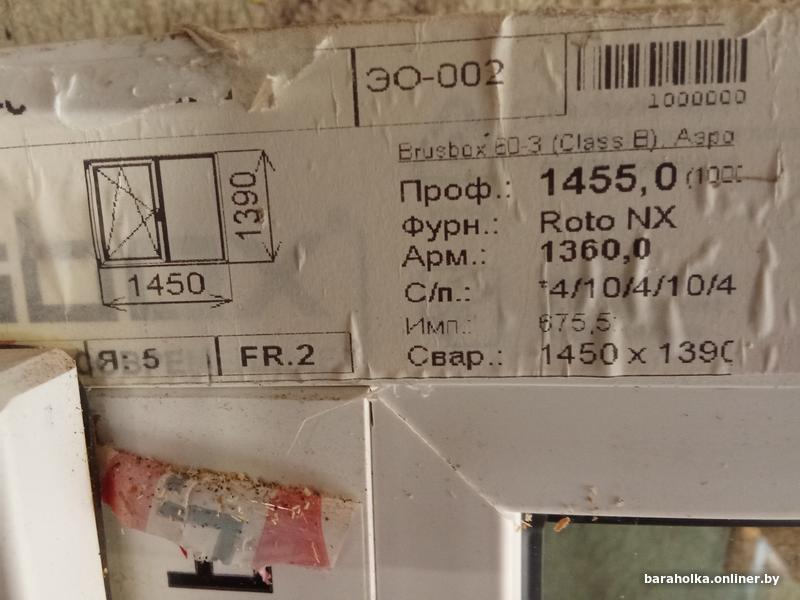 ЭО-002
1000000
Brusbox 60-3 (Class B), Аэро
Проф.: 1455,0
Фурн.: Roto NX
Арм.: 1360,0
С/п.: *4/10/4/10/4
Имп.: 675,5
Свар.: 1450 x 1390
1390
1450
Я: 5
FR.2
baraholka.onliner.by